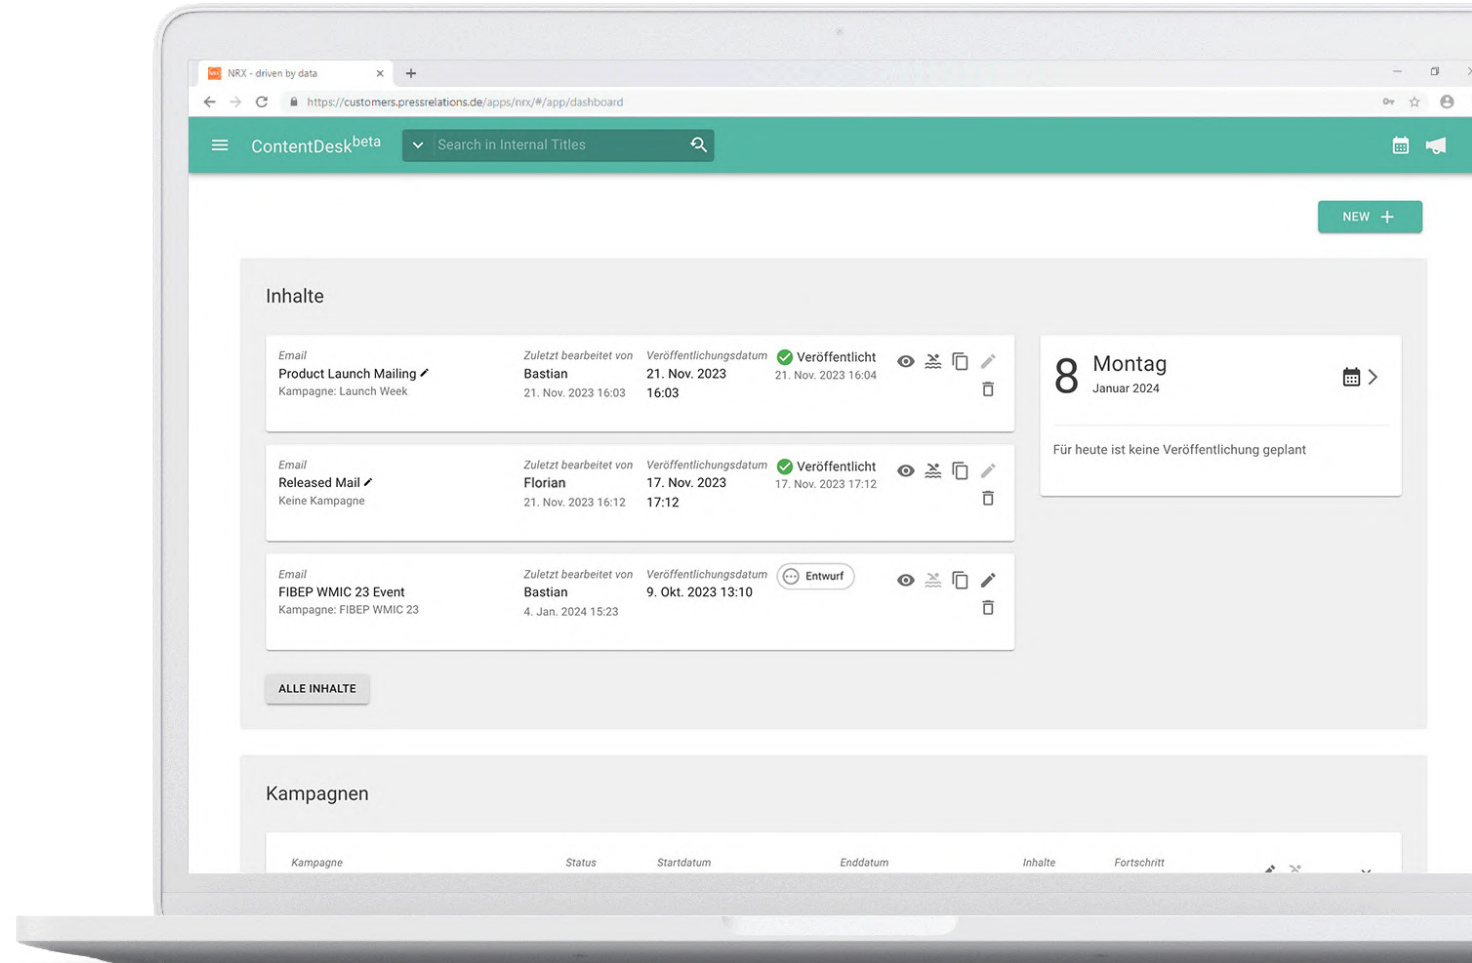 NRX - driven by data
https://customers.pressrelations.de/apps/nrx/#/app/dashboard
ContentDesk beta
Search in Internal Titles
NEW +
Inhalte
Email
Product Launch Mailing
Kampagne: Launch Week
Zuletzt bearbeitet von
Bastian
21. Nov. 2023 16:03
Veröffentlichungsdatum
21. Nov. 2023
16:03
Veröffentlicht
21. Nov. 2023 16:04
Email
Released Mail
Keine Kampagne
Zuletzt bearbeitet von
Florian
21. Nov. 2023 16:12
Veröffentlichungsdatum
17. Nov. 2023
17:12
Veröffentlicht
17. Nov. 2023 17:12
Email
FIBEP WMIC 23 Event
Kampagne: FIBEP WMIC 23
Zuletzt bearbeitet von
Bastian
4. Jan. 2024 15:23
Veröffentlichungsdatum
9. Okt. 2023 13:10
Entwurf
ALLE INHALTE
8
Montag
Januar 2024
Für heute ist keine Veröffentlichung geplant
Kampagnen
Kampagne Status Startdatum Enddatum Inhalte Fortschritt